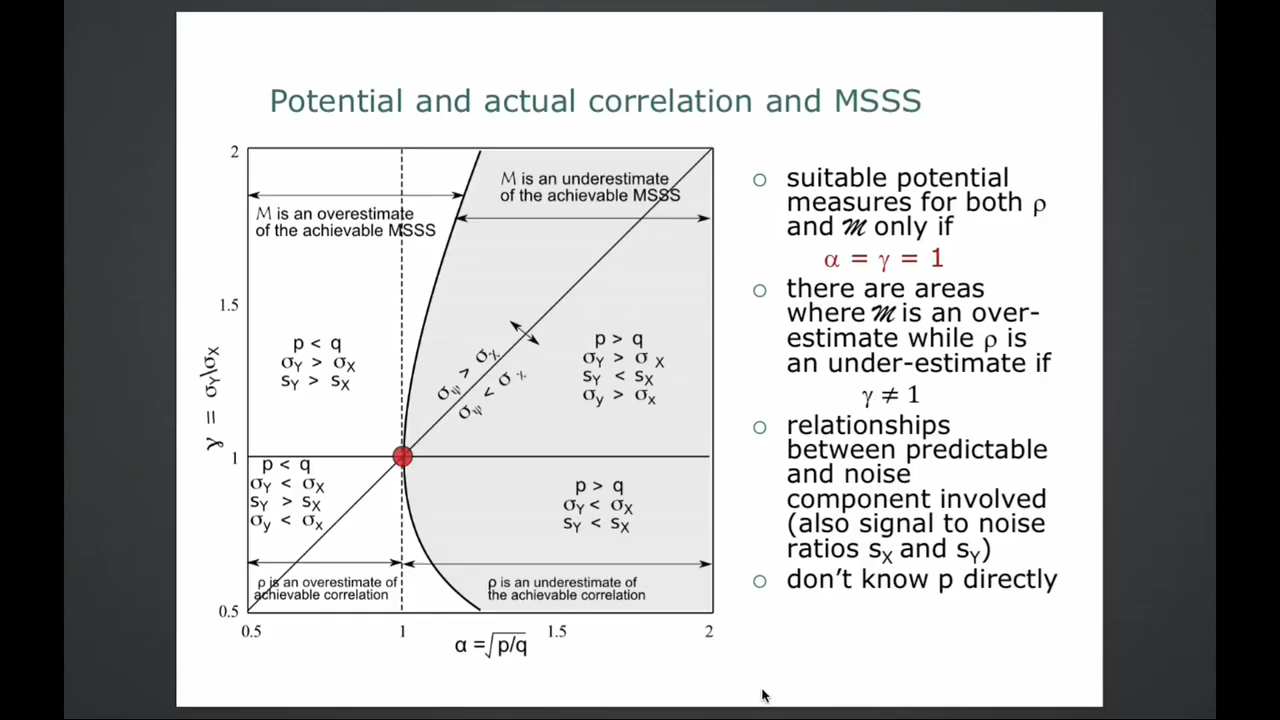 Potential and actual correlation and MSSS
2
M is an overestimate
of the achievable MSSS
M is an underestimate
of the achievable MSSS
1.5
p < q
σY > σX
sY > sX
σψ > σχ
σψ < σχ
p > q
σY > σX
sY < sX
σy > σx
γ = σY\σX
1
p < q
σY < σX
sY > sX
σy < σx
p > q
σY < σX
sY < sX
ρ is an overestimate of
achievable correlation
ρ is an underestimate of
the achievable correlation
0.5
0.5
1
1.5
2
α = √p/q
○ suitable potential
measures for both ρ
and ℳ only if
α = γ = 1
○ there are areas
where ℳ is an over-
estimate while ρ is
an under-estimate if
γ ≠ 1
○ relationships
between predictable
and noise
component involved
(also signal to noise
ratios sX and sY)
○ don’t know p directly